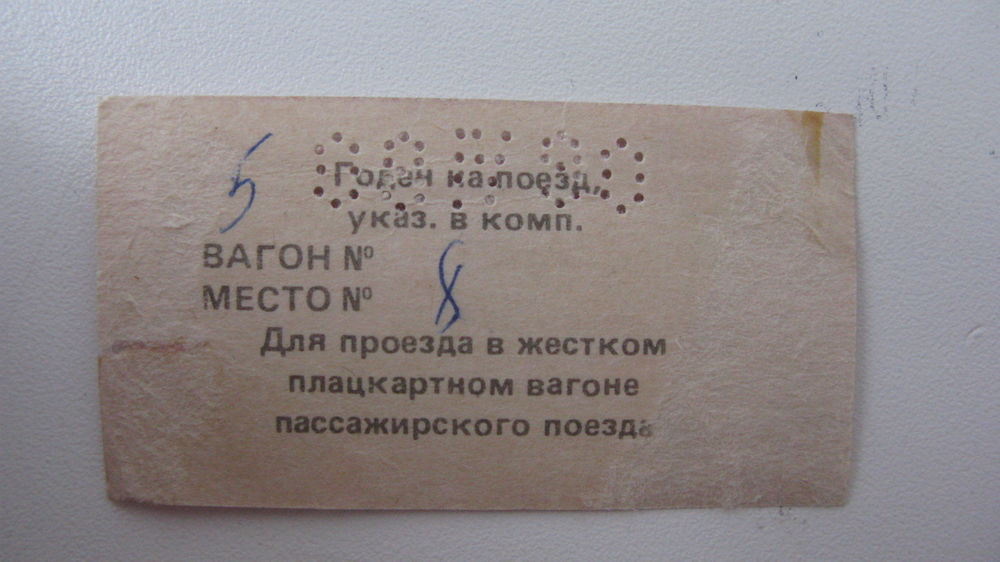 5
Годен на поезд,
указ. в комп.
ВАГОН №
МЕСТО № 8
Для проезда в жестком
плацкартном вагоне
пассажирского поезда